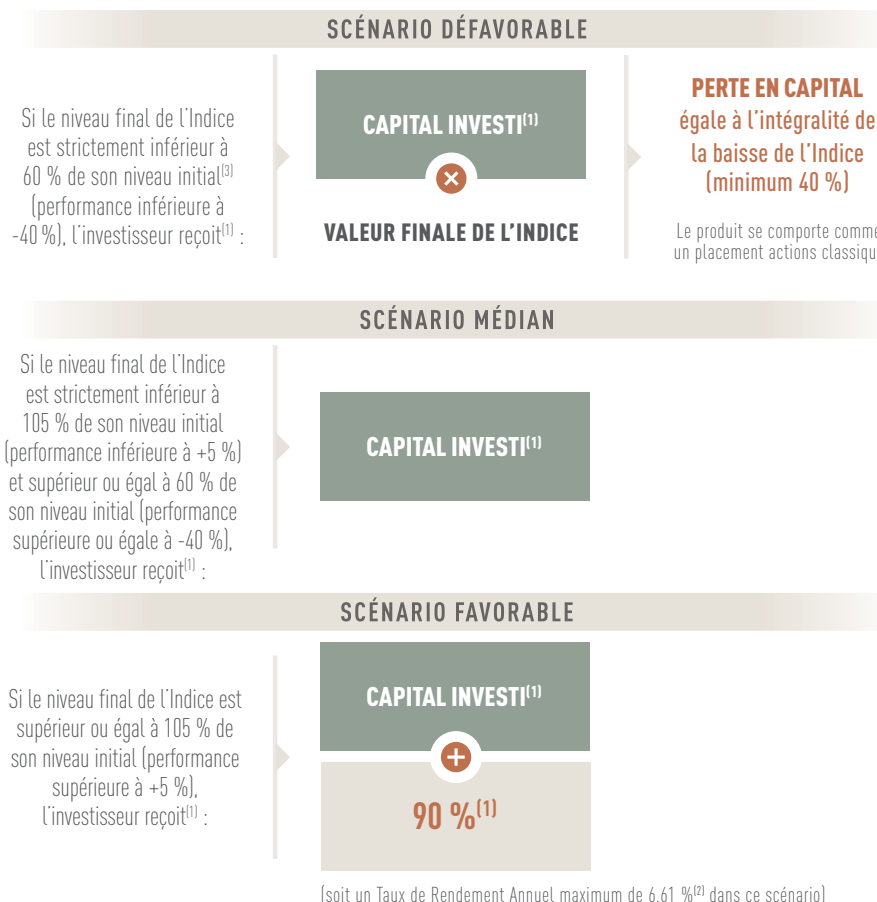 SCÉNARIO DÉFAVORABLE
Si le niveau final de l'Indice
est strictement inférieur à
60 % de son niveau initial(3)
(performance inférieure à
-40 %), l'investisseur reçoit(1) :
CAPITAL INVESTI(1)
×
VALEUR FINALE DE L'INDICE
PERTE EN CAPITAL
égale à l'intégralité de
la baisse de l'Indice
(minimum 40 %)
Le produit se comporte comme
un placement actions classiqu
SCÉNARIO MÉDIAN
Si le niveau final de l'Indice
est strictement inférieur à
105 % de son niveau initial
(performance inférieure à +5 %)
et supérieur ou égal à 60 % de
son niveau initial (performance
supérieure ou égale à -40 %),
l'investisseur reçoit(1) :
CAPITAL INVESTI(1)
SCÉNARIO FAVORABLE
Si le niveau final de l'Indice est
supérieur ou égal à 105 % de
son niveau initial (performance
supérieure à +5 %),
l'investisseur reçoit(1) :
CAPITAL INVESTI(1)
+
90 %(1)
(soit un Taux de Rendement Annuel maximum de 6,61 %(2) dans ce scénario)